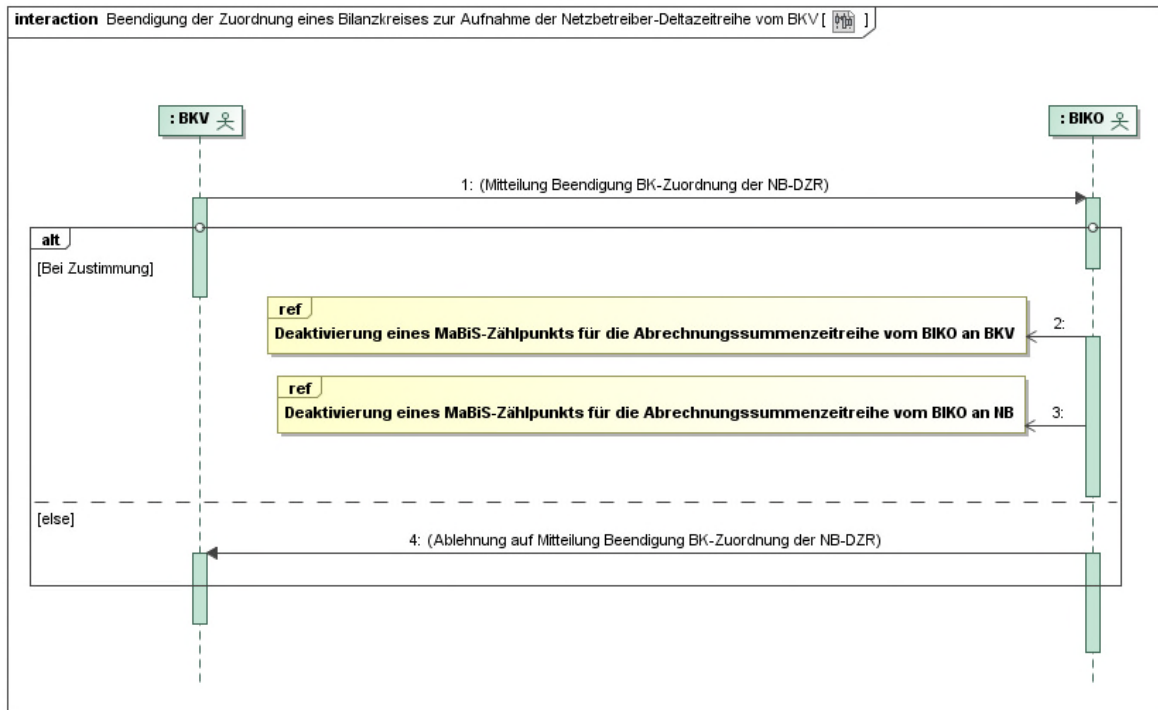 interaction Beendigung der Zuordnung eines Bilanzkreises zur Aufnahme der Netzbetreiber-Deltazeitreihe vom BKV [ ]
: BKV
: BIKO
1: (Mitteilung Beendigung BK-Zuordnung der NB-DZR)
alt
[Bei Zustimmung]
ref
Deaktivierung eines MaBiS-Zählpunkts für die Abrechnungssummenzeitreihe vom BIKO an BKV
2:
ref
Deaktivierung eines MaBiS-Zählpunkts für die Abrechnungssummenzeitreihe vom BIKO an NB
3:
[else]
4: (Ablehnung auf Mitteilung Beendigung BK-Zuordnung der NB-DZR)